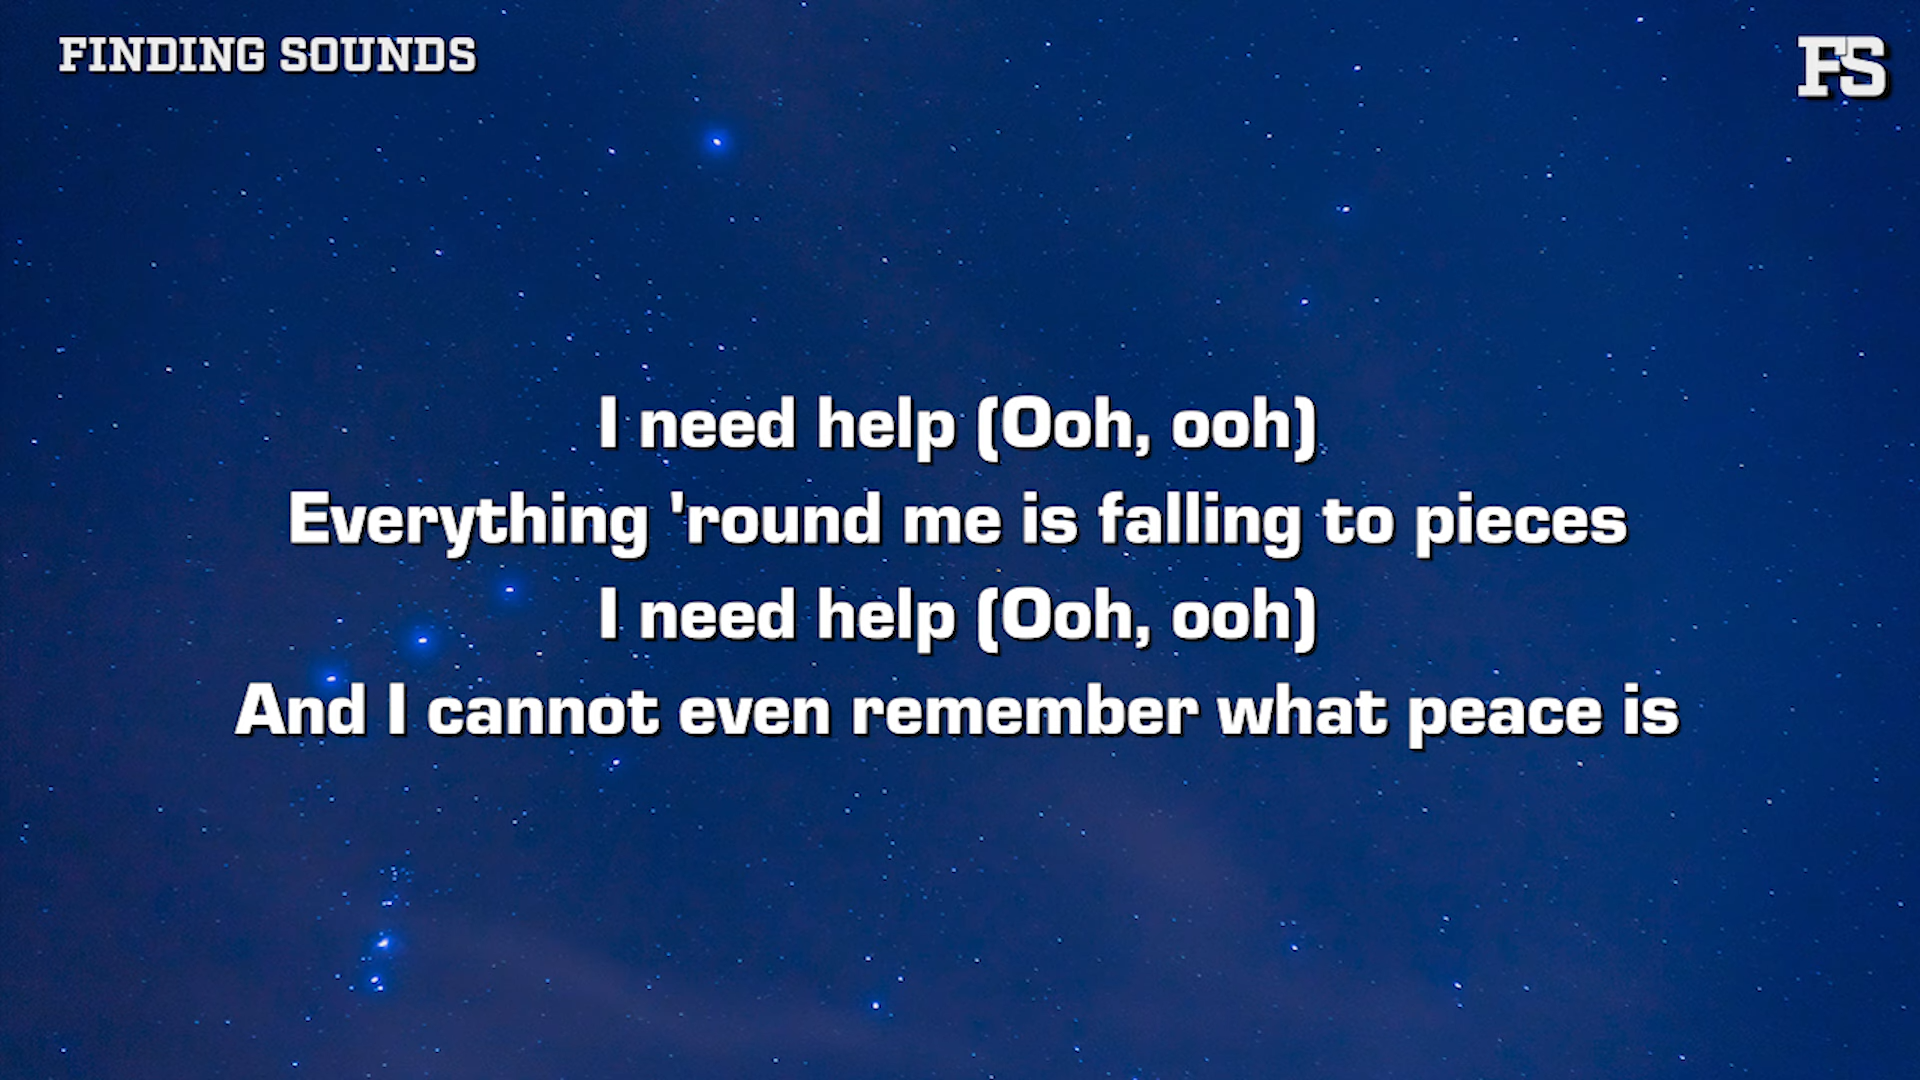 FINDING SOUNDS
FS
I need help (Ooh, ooh)
Everything 'round me is falling to pieces
I need help (Ooh, ooh)
And I cannot even remember what peace is